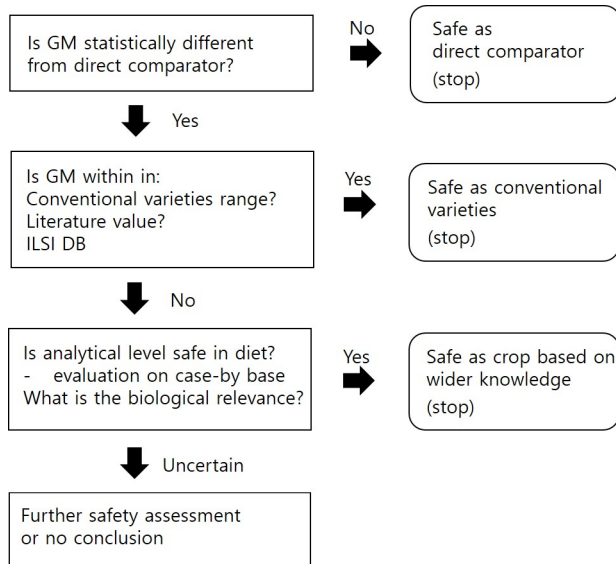 Is GM statistically different
from direct comparator?
No
Safe as
direct comparator
(stop)
Yes
Is GM within in:
Conventional varieties range?
Literature value?
ILSI DB
Yes
Safe as conventional
varieties
(stop)
No
Is analytical level safe in diet?
- evaluation on case-by base
What is the biological relevance?
Yes
Safe as crop based on
wider knowledge
(stop)
Uncertain
Further safety assessment
or no conclusion